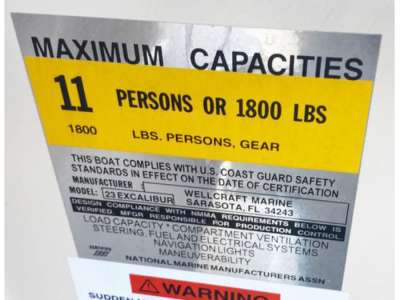 MAXIMUM CAPACITIES
11 PERSONS OR 1800 LBS
1800 LBS. PERSONS, GEAR
THIS BOAT COMPLIES WITH U.S. COAST GUARD SAFETY
STANDARDS IN EFFECT ON THE DATE OF CERTIFICATION
MANUFACTURER: WELLCRAFT MARINE
MODEL: 23 EXCALIBUR SARASOTA, FL 34243
DESIGN COMPLIANCE WITH NMMA REQUIREMENTS BELOW IS
VERIFIED. MFGR RESPONSIBLE FOR PRODUCTION CONTROL
LOAD CAPACITY * COMPARTMENT VENTILATION
STEERING, FUEL AND ELECTRICAL SYSTEMS
NAVIGATION LIGHTS
MANEUVERABILITY
NATIONAL MARINE MANUFACTURERS ASSN
WARNING